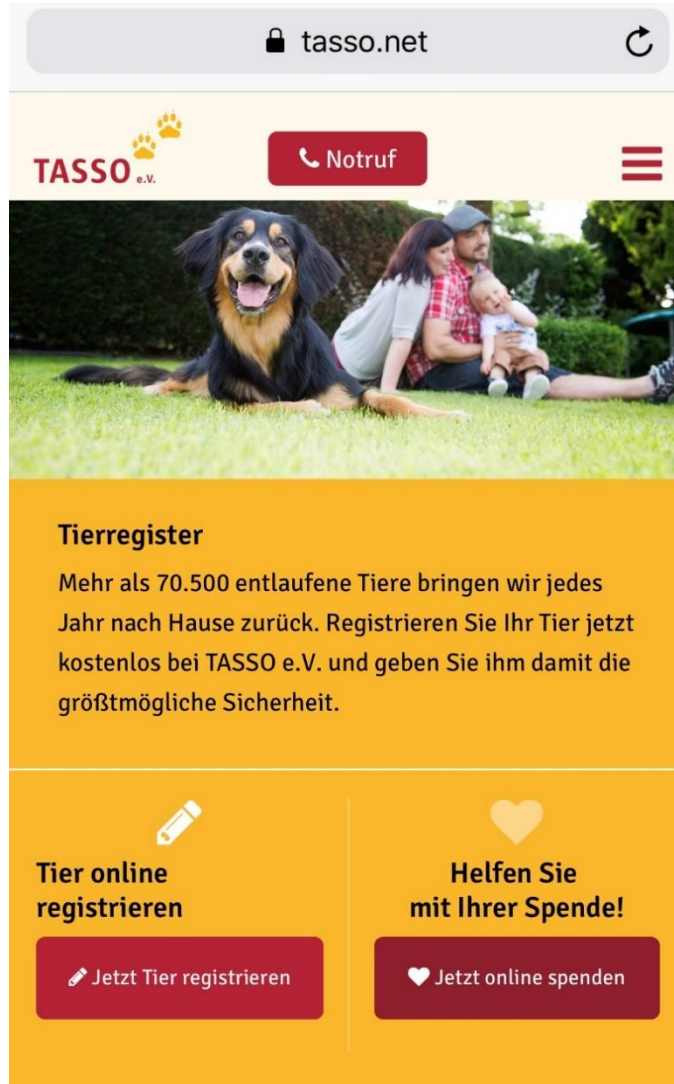 tasso.net
TASSO e.V.
Notruf
Tierregister
Mehr als 70.500 entlaufene Tiere bringen wir jedes
Jahr nach Hause zurück. Registrieren Sie Ihr Tier jetzt
kostenlos bei TASSO e.V. und geben Sie ihm damit die
größtmögliche Sicherheit.
Tier online
registrieren
Jetzt Tier registrieren
Helfen Sie
mit Ihrer Spende!
Jetzt online spenden